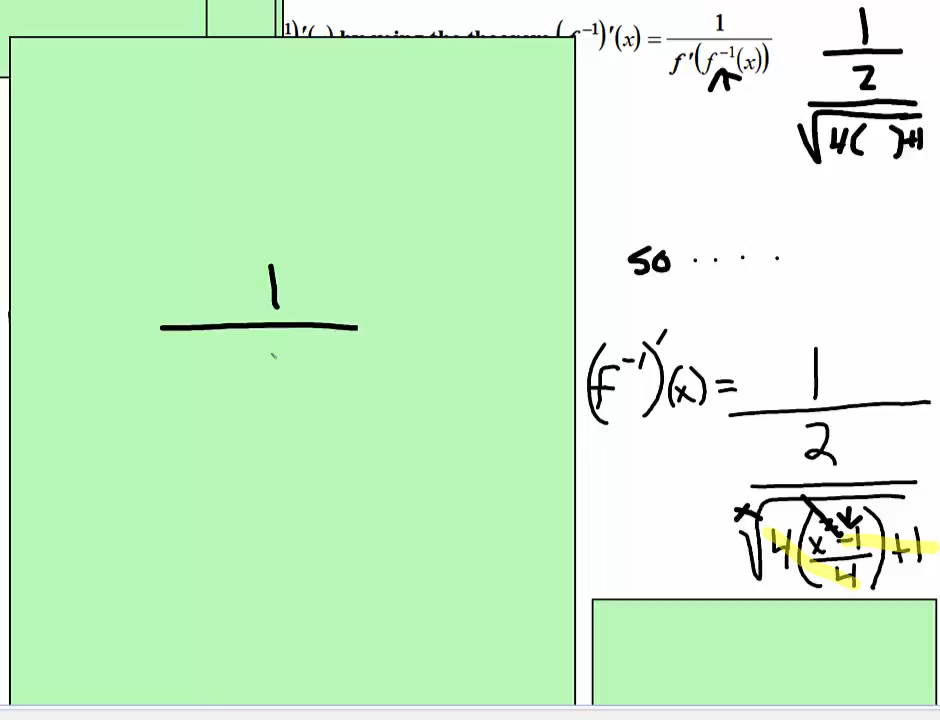 (f⁻¹)'(x) = 1 / f '(f⁻¹(x))
1 / (2 / √(4( )+1))
so ....
1
(f⁻¹)'(x) = 1 / (2 / √(4((x² -1)/4) +1))
x